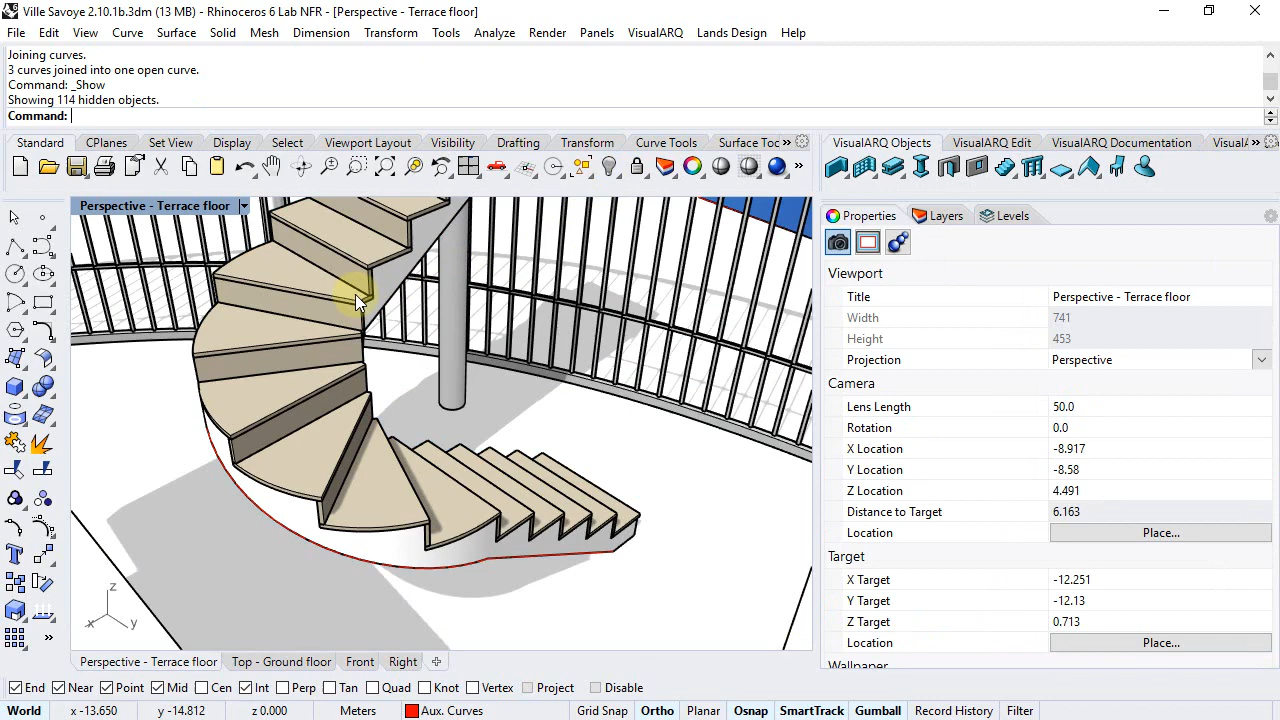 Ville Savoye 2.10.1b.3dm (13 MB) - Rhinoceros 6 Lab NFR - [Perspective - Terrace floor]
File Edit View Curve Surface Solid Mesh Dimension Transform Tools Analyze Render Panels VisualARQ Lands Design Help
Joining curves.
3 curves joined into one open curve.
Command: _Show
Showing 114 hidden objects.
Command:
Standard CPlanes Set View Display Select Viewport Layout Visibility Drafting Transform Curve Tools Surface Toc »
VisualARQ Objects VisualARQ Edit VisualARQ Documentation Visual »
Perspective - Terrace floor
Properties Layers Levels
Viewport
Title Perspective - Terrace floor
Width 741
Height 453
Projection Perspective
Camera
Lens Length 50.0
Rotation 0.0
X Location -8.917
Y Location -8.58
Z Location 4.491
Distance to Target 6.163
Location Place...
Target
X Target -12.251
Y Target -12.13
Z Target 0.713
Location Place...
Wallpaper
z
x y
Perspective - Terrace floor Top - Ground floor Front Right
End Near Point Mid Cen Int Perp Tan Quad Knot Vertex Project Disable
World x -13.650 y -14.812 z 0.000 Meters Aux. Curves Grid Snap Ortho Planar Osnap SmartTrack Gumball Record History Filter